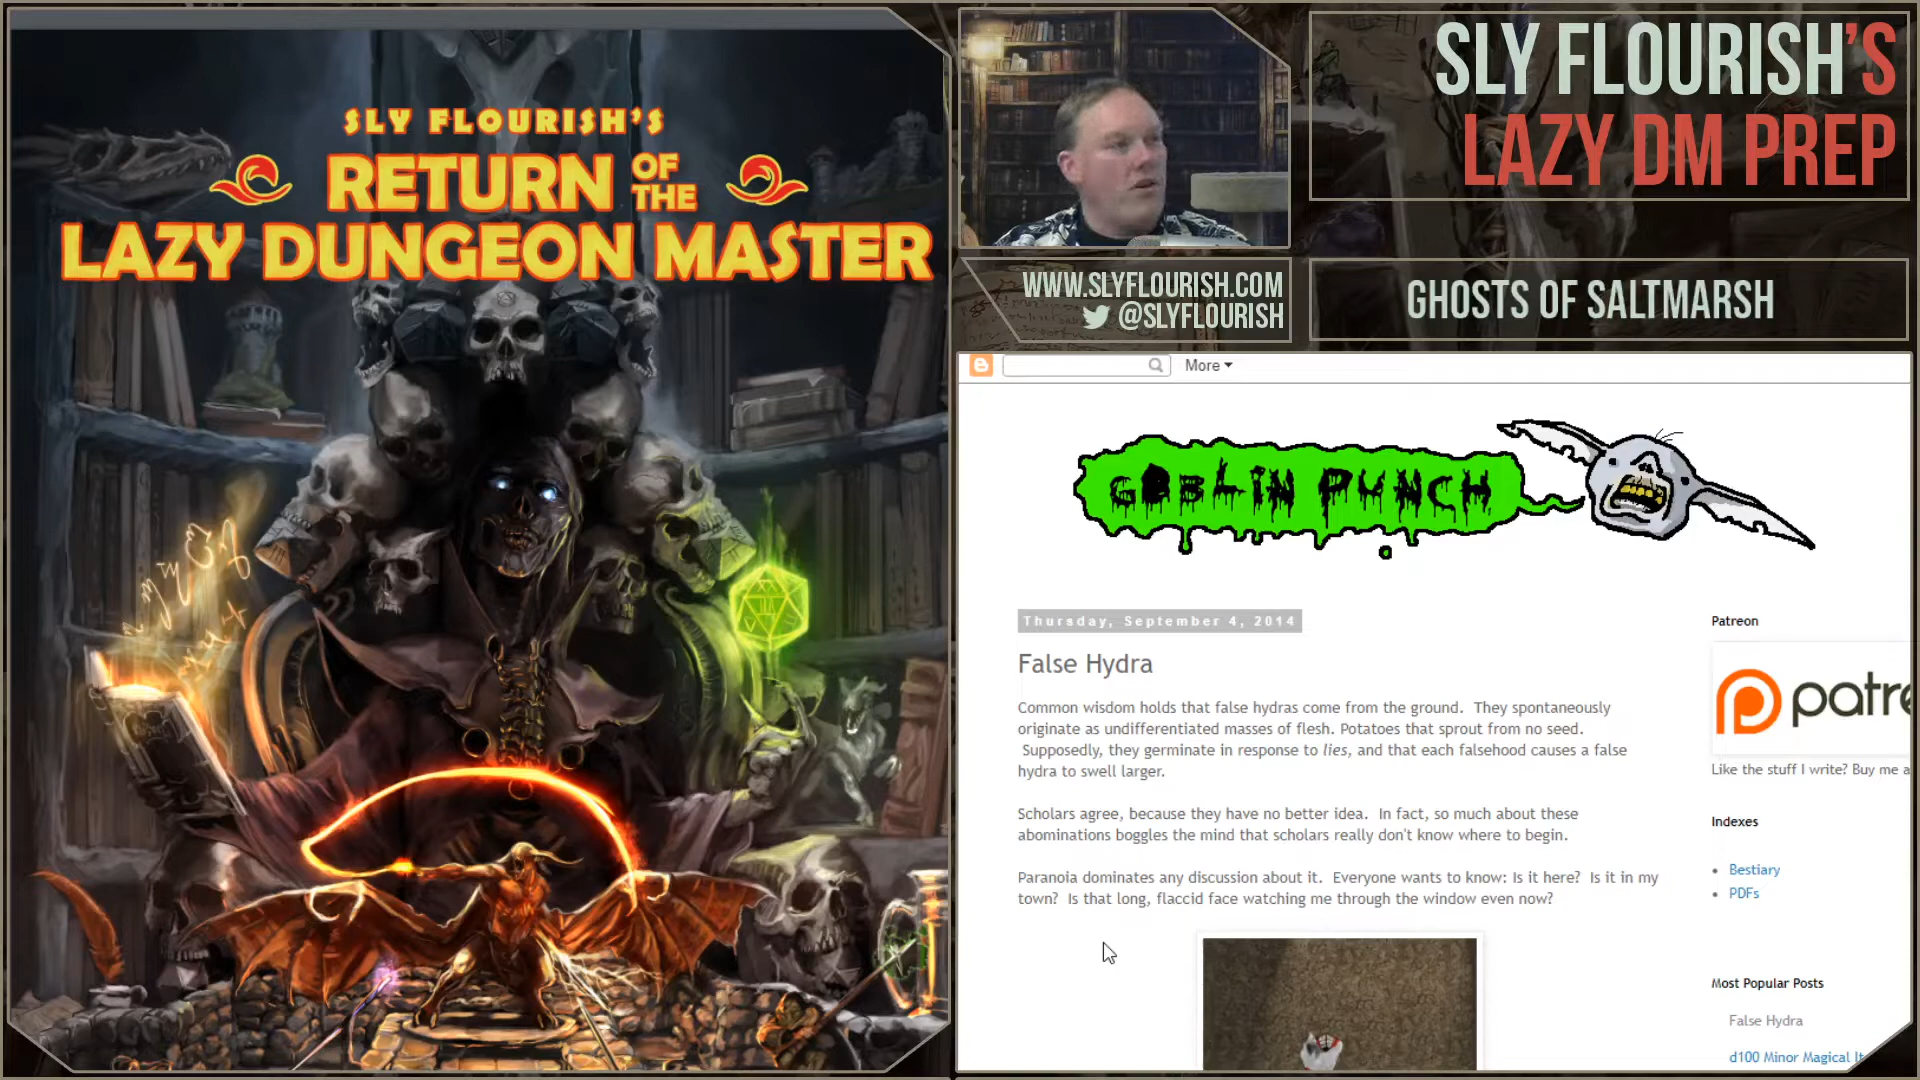 SLY FLOURISH'S
RETURN OF THE
LAZY DUNGEON MASTER
SLY FLOURISH'S
LAZY DM PREP
WWW.SLYFLOURISH.COM
@SLYFLOURISH
GHOSTS OF SALTMARSH
More
GOBLIN PUNCH
Thursday, September 4, 2014
False Hydra
Common wisdom holds that false hydras come from the ground. They spontaneously
originate as undifferentiated masses of flesh. Potatoes that sprout from no seed.
Supposedly, they germinate in response to lies, and that each falsehood causes a false
hydra to swell larger.
Scholars agree, because they have no better idea. In fact, so much about these
abominations boggles the mind that scholars really don't know where to begin.
Paranoia dominates any discussion about it. Everyone wants to know: Is it here? Is it in my
town? Is that long, flaccid face watching me through the window even now?
Patreon
patre
Like the stuff I write? Buy me a
Indexes
Bestiary
PDFs
Most Popular Posts
False Hydra
d100 Minor Magical It